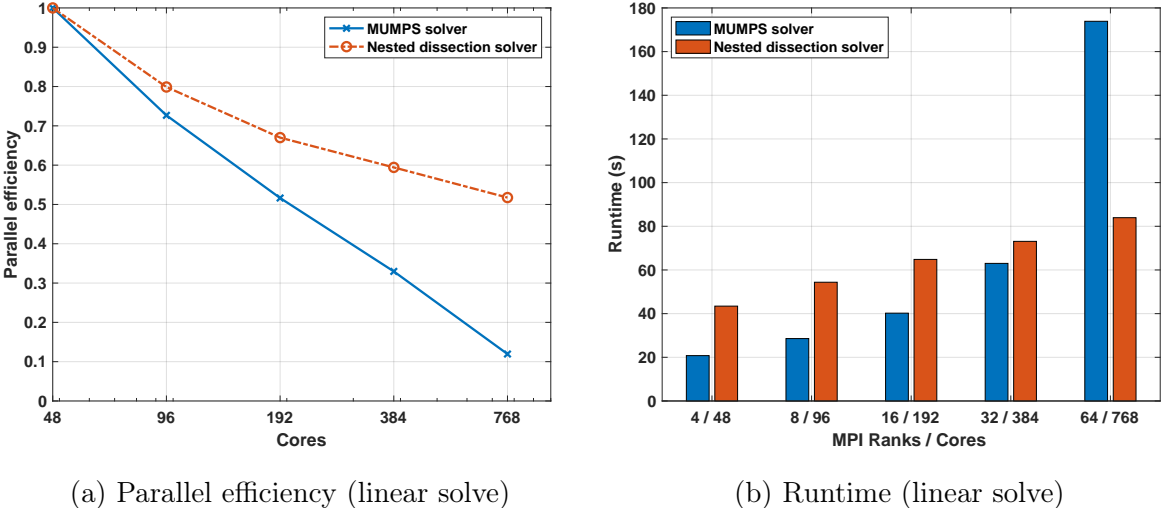 1
0.9
0.8
0.7
0.6
0.5
0.4
0.3
0.2
0.1
0
Parallel efficiency
MUMPS solver
Nested dissection solver
48
96
192
384
768
Cores
(a) Parallel efficiency (linear solve)
180
160
140
120
100
80
60
40
20
0
Runtime (s)
MUMPS solver
Nested dissection solver
4 / 48
8 / 96
16 / 192
32 / 384
64 / 768
MPI Ranks / Cores
(b) Runtime (linear solve)